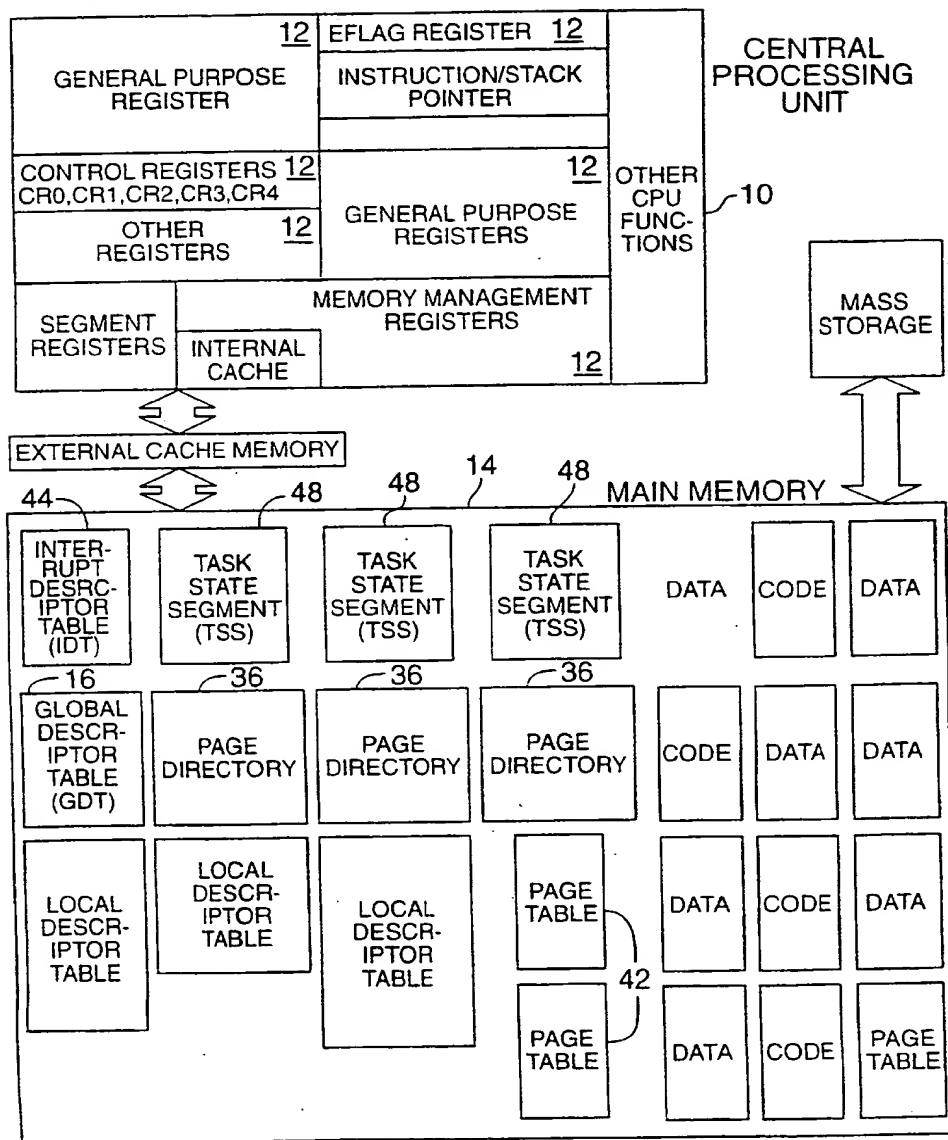 12
GENERAL PURPOSE
REGISTER
EFLAG REGISTER 12
INSTRUCTION/STACK
POINTER
CENTRAL
PROCESSING
UNIT
CONTROL REGISTERS 12
CR0,CR1,CR2,CR3,CR4
OTHER 12
REGISTERS
12
GENERAL PURPOSE
REGISTERS
OTHER
CPU
FUNC-
TIONS
10
SEGMENT
REGISTERS
MEMORY MANAGEMENT
REGISTERS
INTERNAL
CACHE
12
MASS
STORAGE
EXTERNAL CACHE MEMORY
14
MAIN MEMORY
44
INTER-
RUPT
DESRC-
IPTOR
TABLE
(IDT)
48
TASK
STATE
SEGMENT
(TSS)
48
TASK
STATE
SEGMENT
(TSS)
48
TASK
STATE
SEGMENT
(TSS)
DATA
CODE
DATA
16
GLOBAL
DESCR-
IPTOR
TABLE
(GDT)
36
PAGE
DIRECTORY
36
PAGE
DIRECTORY
36
PAGE
DIRECTORY
CODE
DATA
DATA
LOCAL
DESCR-
IPTOR
TABLE
LOCAL
DESCR-
IPTOR
TABLE
LOCAL
DESCR-
IPTOR
TABLE
PAGE
TABLE
42
DATA
CODE
DATA
PAGE
TABLE
DATA
CODE
PAGE
TABLE